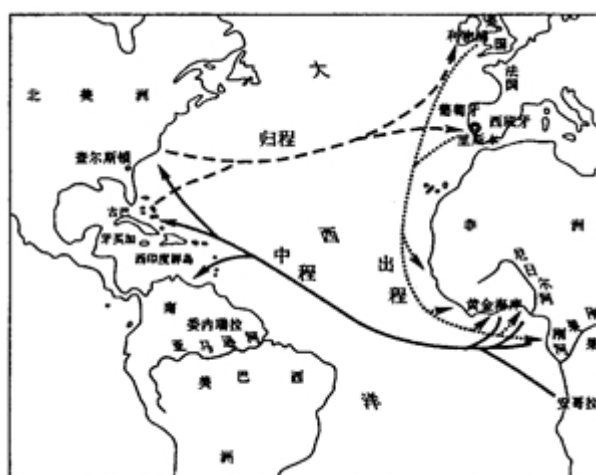 英国
利物浦
大
北美洲
法国
葡萄牙
西班牙
里斯本
归程
查尔斯顿
古巴
牙买加
西印度群岛
西
中程
出程
非洲
尼日尔河
黄金海岸
南
委内瑞拉
亚马逊河
美
巴西
洋
安哥拉
洲